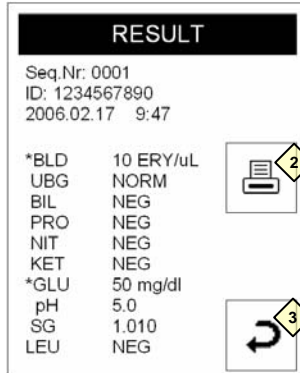 RESULT
Seq.Nr: 0001
ID: 1234567890
2006.02.17 9:47
*BLD 10 ERY/uL
UBG NORM
BIL NEG
PRO NEG
NIT NEG
KET NEG
*GLU 50 mg/dl
pH 5.0
SG 1.010
LEU NEG
2
3